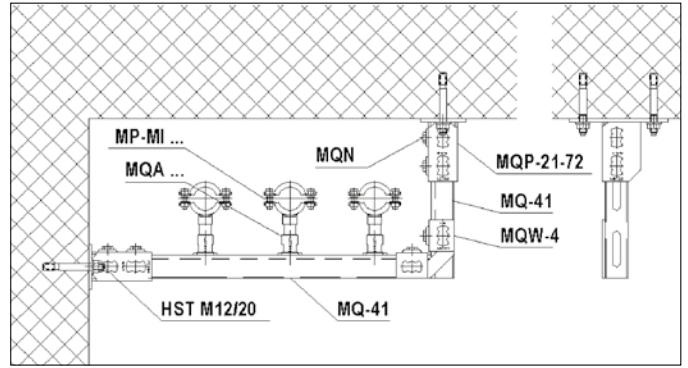 MP-MI ...
MQN
MQP-21-72
MQA ...
MQ-41
MQW-4
HST M12/20
MQ-41